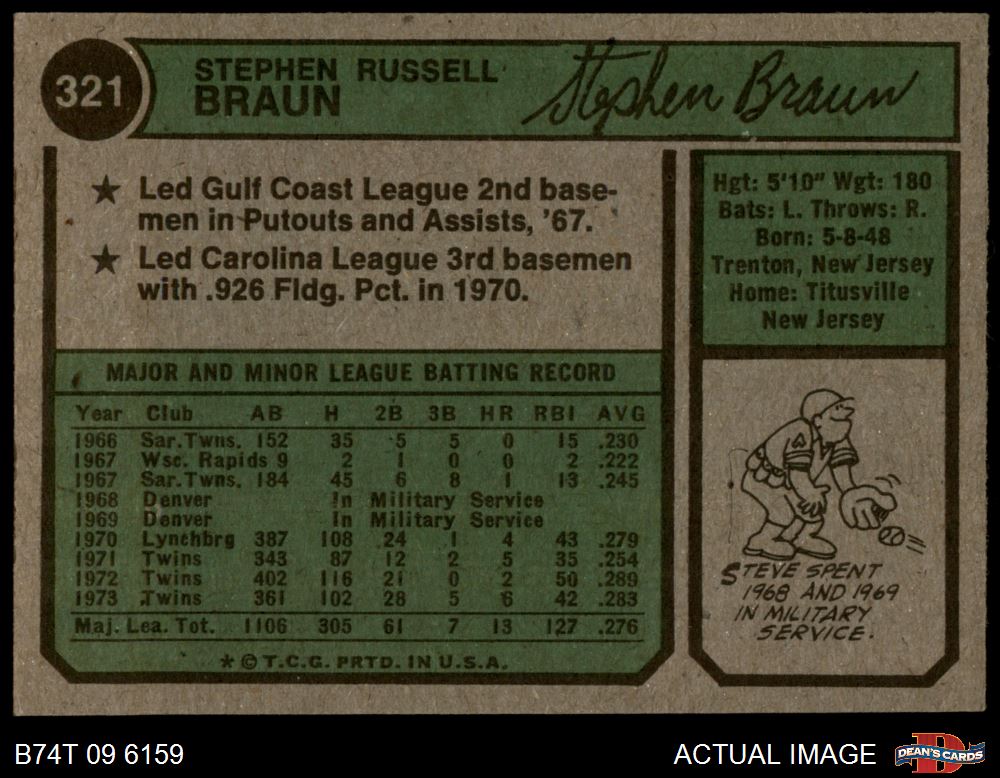 321
STEPHEN RUSSELL
BRAUN
Stephen Braun
★ Led Gulf Coast League 2nd base-
men in Putouts and Assists, '67.
★ Led Carolina League 3rd basemen
with .926 Fldg. Pct. in 1970.
Hgt: 5'10" Wgt: 180
Bats: L. Throws: R.
Born: 5-8-48
Trenton, New Jersey
Home: Titusville
New Jersey
MAJOR AND MINOR LEAGUE BATTING RECORD
Year Club AB H 2B 3B HR RBI AVG
1966 Sar. Twns. 152 35 5 5 0 15 .230
1967 Wsc. Rapids 9 2 1 0 0 2 .222
1967 Sar. Twns. 184 45 6 8 1 13 .245
1968 Denver In Military Service
1969 Denver In Military Service
1970 Lynchbrg 387 108 24 1 4 43 .279
1971 Twins 343 87 12 2 5 35 .254
1972 Twins 402 116 21 0 2 50 .289
1973 Twins 361 102 28 5 6 42 .283
Maj. Lea. Tot. 1106 305 61 7 13 127 .276
* © T.C.G. PRTD. IN U.S.A.
STEVE SPENT
1968 AND 1969
IN MILITARY
SERVICE.
B74T 09 6159
ACTUAL IMAGE
DEAN'S CARDS